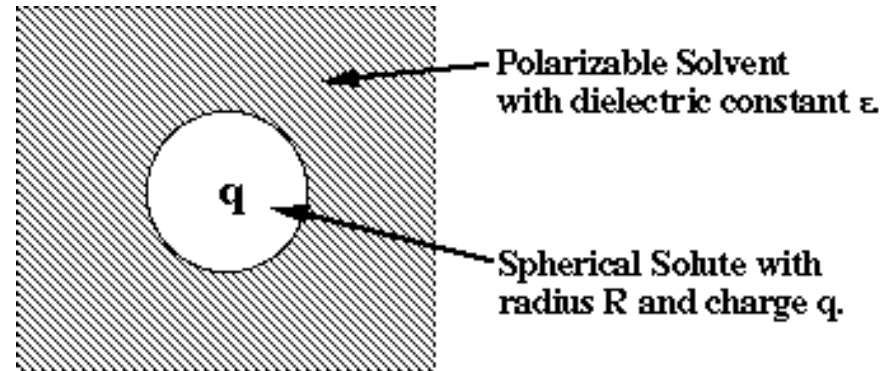 Polarizable Solvent
with dielectric constant ε.
q
Spherical Solute with
radius R and charge q.